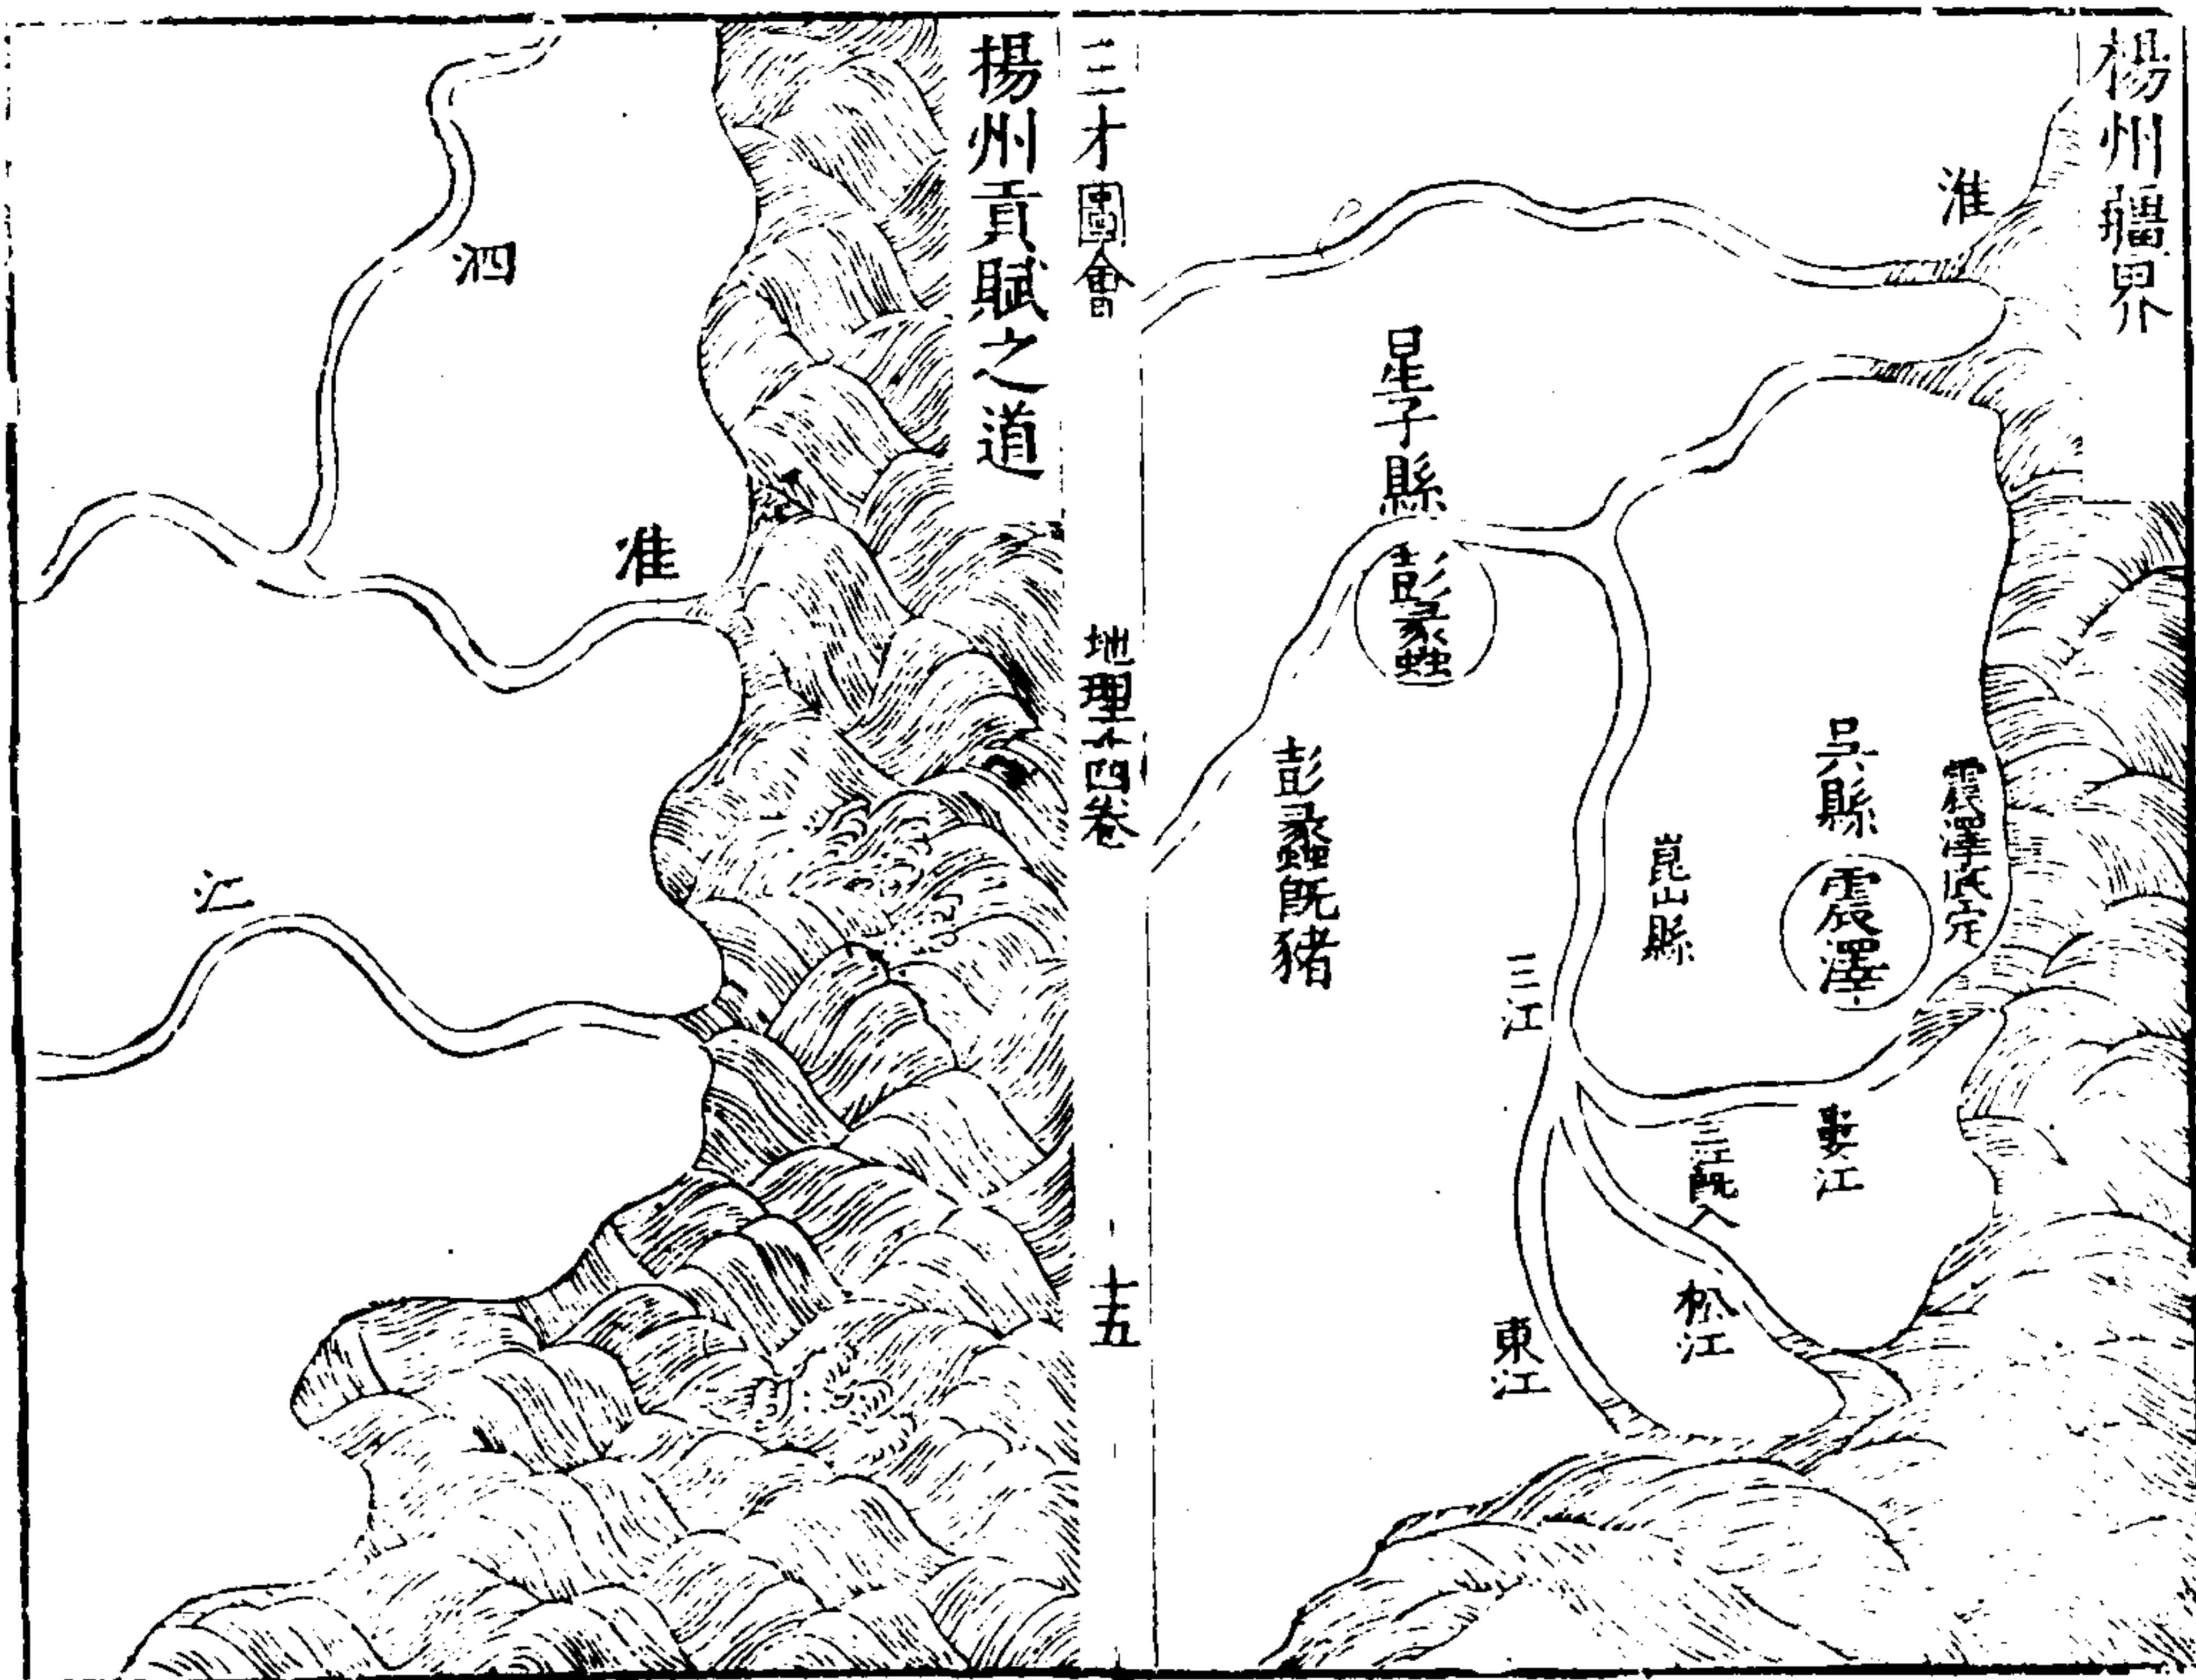 揚州疆界
淮
震澤底定
吳縣
震澤
婁江
三江既入
松江
崑山縣
三江
東江
星子縣
彭蠡
彭蠡既猪
三才圖會
地理十四卷
十五
揚州貢賦之道
淮
泗
江